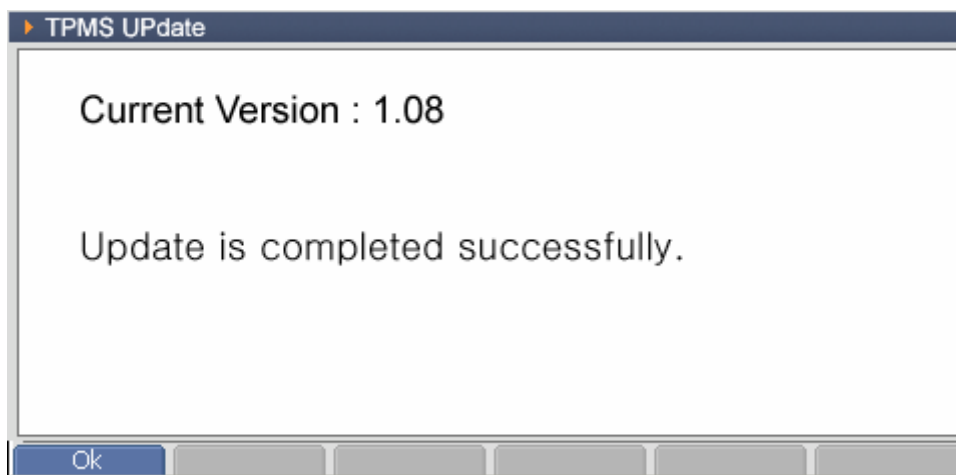 TPMS UPdate
Current Version : 1.08
Update is completed successfully.
Ok